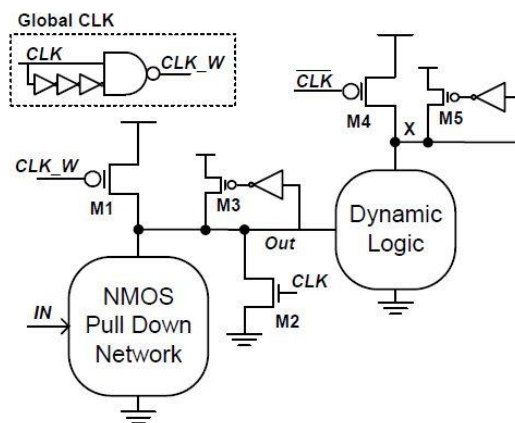 Global CLK
CLK
CLK_W
CLK
M4
M5
X
CLK_W
M1
M3
Out
Dynamic
Logic
CLK
M2
IN
NMOS
Pull Down
Network